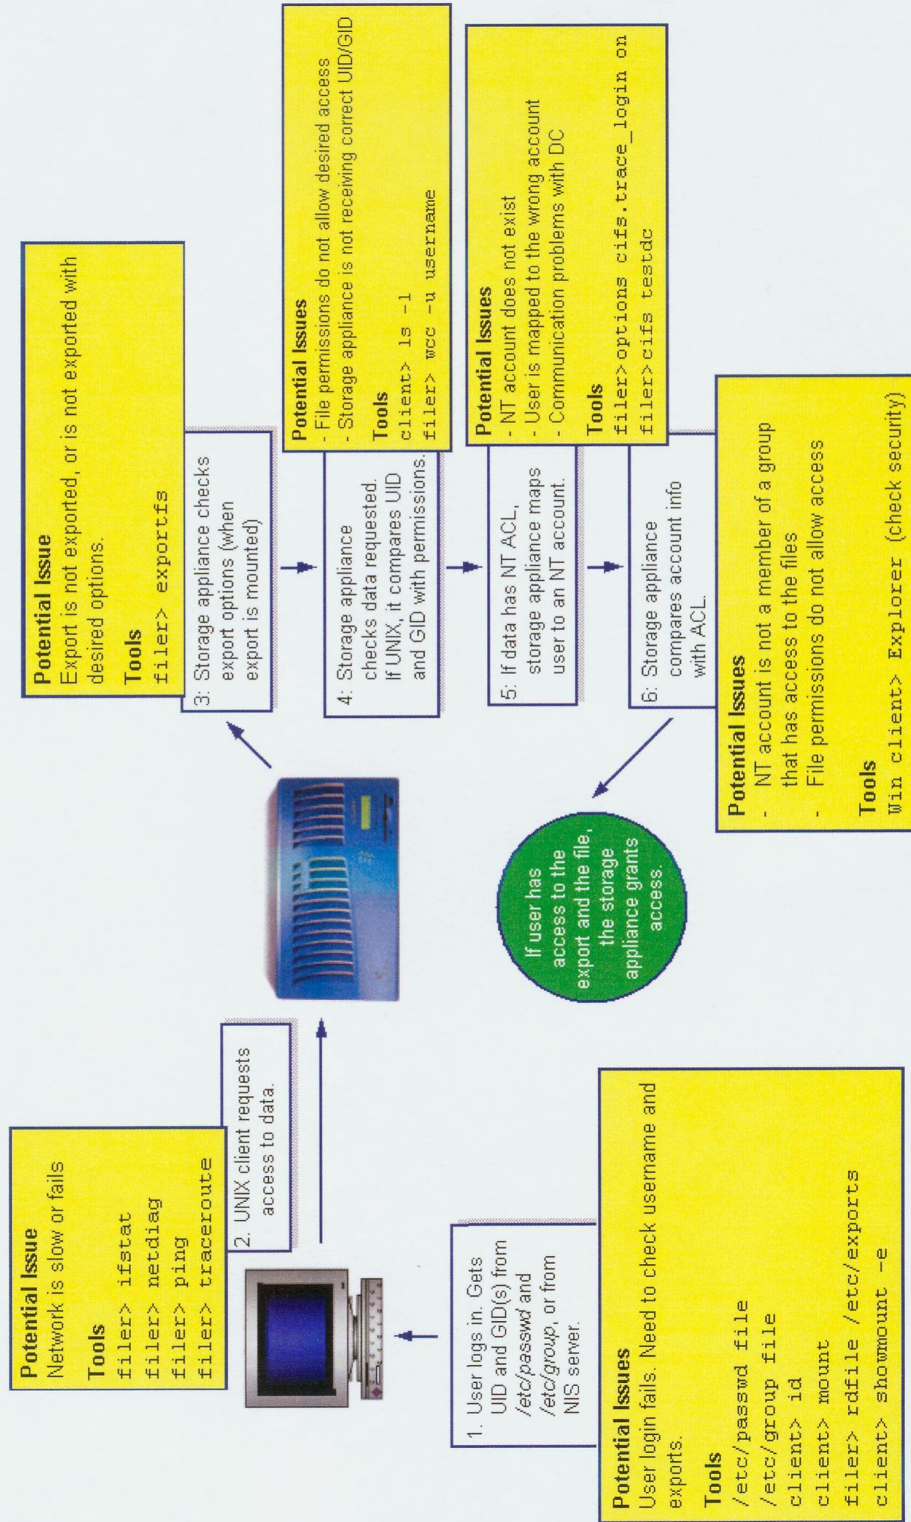 Potential Issue
Network is slow or fails
Tools
filer> ifstat
filer> netdiag
filer> ping
filer> traceroute
2. UNIX client requests
access to data.
1. User logs in. Gets
UID and GID(s) from
/etc/passwd and
/etc/group, or from
NIS server.
Potential Issues
User login fails. Need to check username and
exports.
Tools
/etc/passwd file
/etc/group file
client> id
client> mount
filer> rdfile /etc/exports
client> showmount -e
Potential Issue
Export is not exported, or is not exported with
desired options.
Tools
filer> exportfs
3: Storage appliance checks
export options (when
export is mounted)
Potential Issues
- File permissions do not allow desired access
- Storage appliance is not receiving correct UID/GID
Tools
client> ls -l
filer> wcc -u username
4: Storage appliance
checks data requested.
If UNIX, it compares UID
and GID with permissions.
Potential Issues
- NT account does not exist
- User is mapped to the wrong account
- Communication problems with DC
Tools
filer>options cifs.trace_login on
filer>cifs testdc
5: If data has NT ACL,
storage appliance maps
user to an NT account.
6: Storage appliance
compares account info
with ACL.
Potential Issues
- NT account is not a member of a group
that has access to the files
- File permissions do not allow access
Tools
Win client> Explorer (check security)
If user has
access to the
export and the file,
the storage
appliance grants
access.